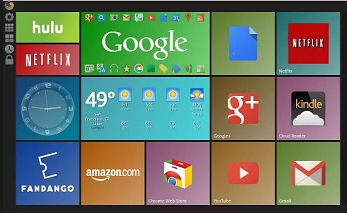 hulu
Google
NETFLIX
NETFLIX
Netflix
49°
g+
Google+
kindle
Cloud Reader
FANDANGO
amazon.com
Chrome Web Store
YouTube
Gmail